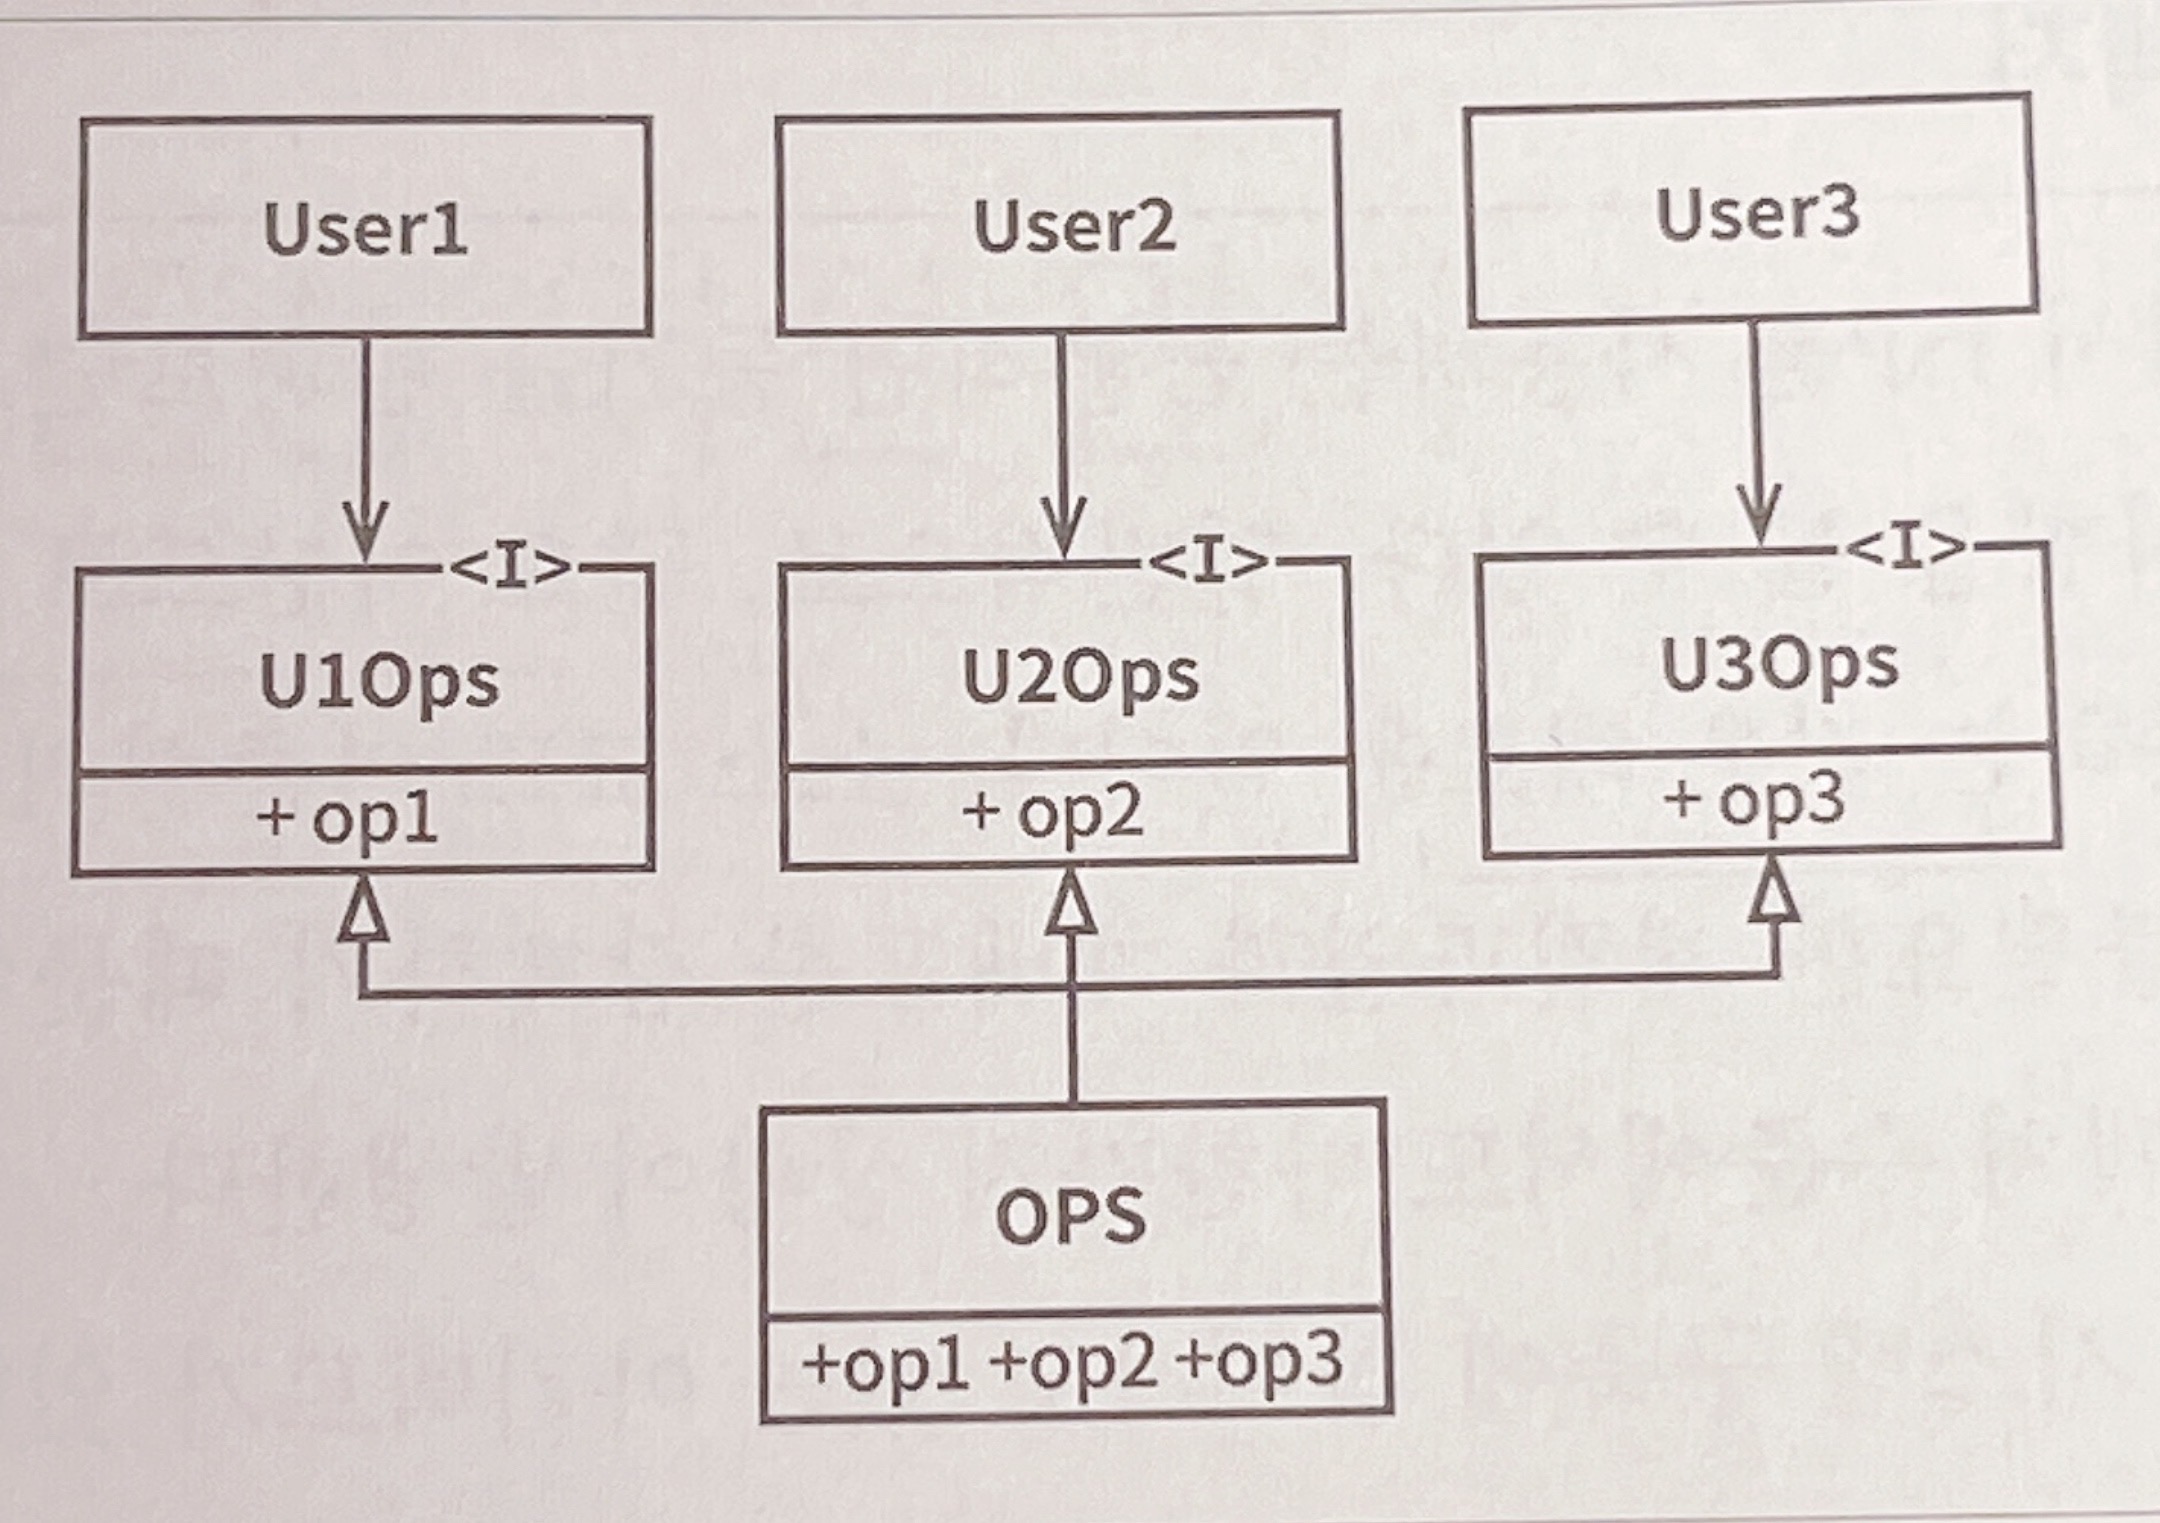 User1
User2
User3
<I>
<I>
<I>
U1Ops
U2Ops
U3Ops
+ op1
+ op2
+ op3
OPS
+op1 +op2 +op3